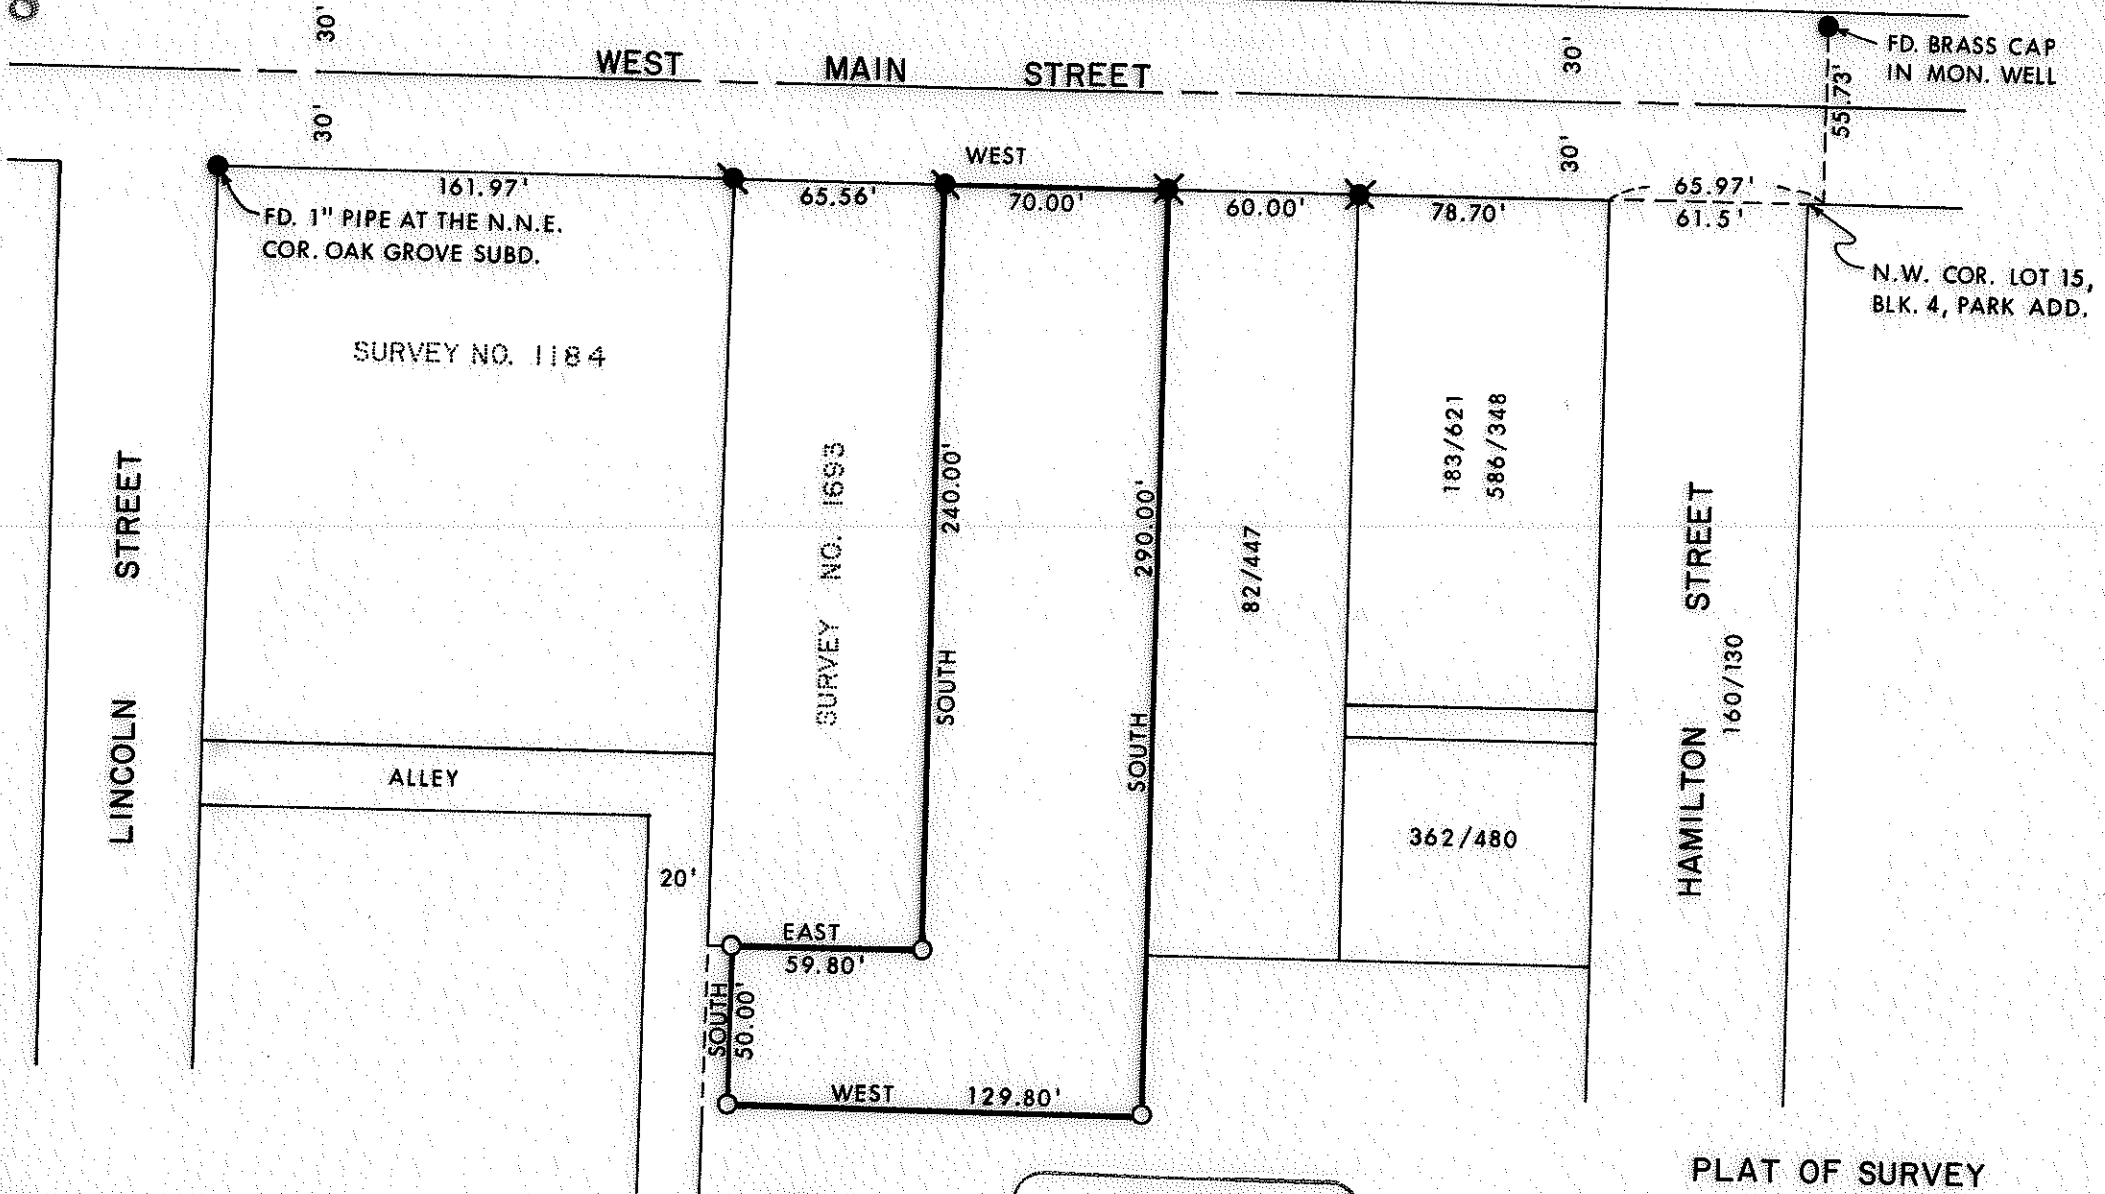 30'
WEST MAIN STREET
30'
FD. BRASS CAP
IN MON. WELL
55.73'
30'
30'
WEST
161.97'
65.56'
70.00'
60.00'
78.70'
65.97'
61.5'
FD. 1" PIPE AT THE N.N.E.
COR. OAK GROVE SUBD.
N.W. COR. LOT 15,
BLK. 4, PARK ADD.
SURVEY NO. 1184
SURVEY NO. 1693
240.00'
SOUTH
290.00'
SOUTH
82/447
183/621
586/348
LINCOLN STREET
HAMILTON STREET
160/130
ALLEY
362/480
20'
EAST
59.80'
SOUTH
50.00'
WEST 129.80'
PLAT OF SURVEY